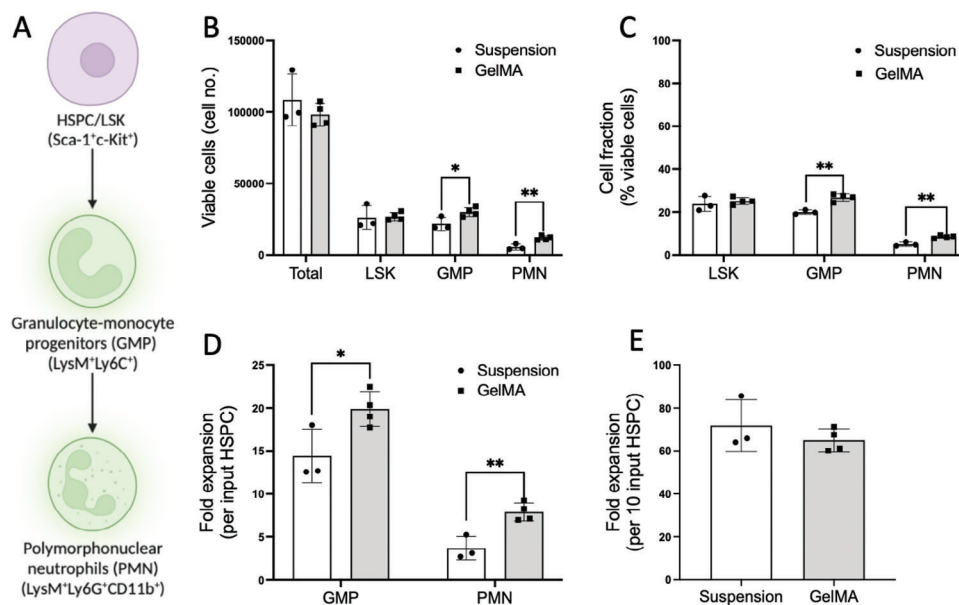 A
HSPC/LSK
(Sca-1⁺c-Kit⁺)
Granulocyte-monocyte
progenitors (GMP)
(LysM⁺Ly6C⁺)
Polymorphonuclear
neutrophils (PMN)
(LysM⁺Ly6G⁺CD11b⁺)
B
Viable cells (cell no.)
150000
100000
50000
0
Suspension
GelMA
*
**
Total
LSK
GMP
PMN
C
Cell fraction
(% viable cells)
100
80
60
40
20
0
Suspension
GelMA
**
**
LSK
GMP
PMN
D
Fold expansion
(per input HSPC)
25
20
15
10
5
0
Suspension
GelMA
*
**
GMP
PMN
E
Fold expansion
(per 10 input HSPC)
100
80
60
40
20
0
Suspension
GelMA